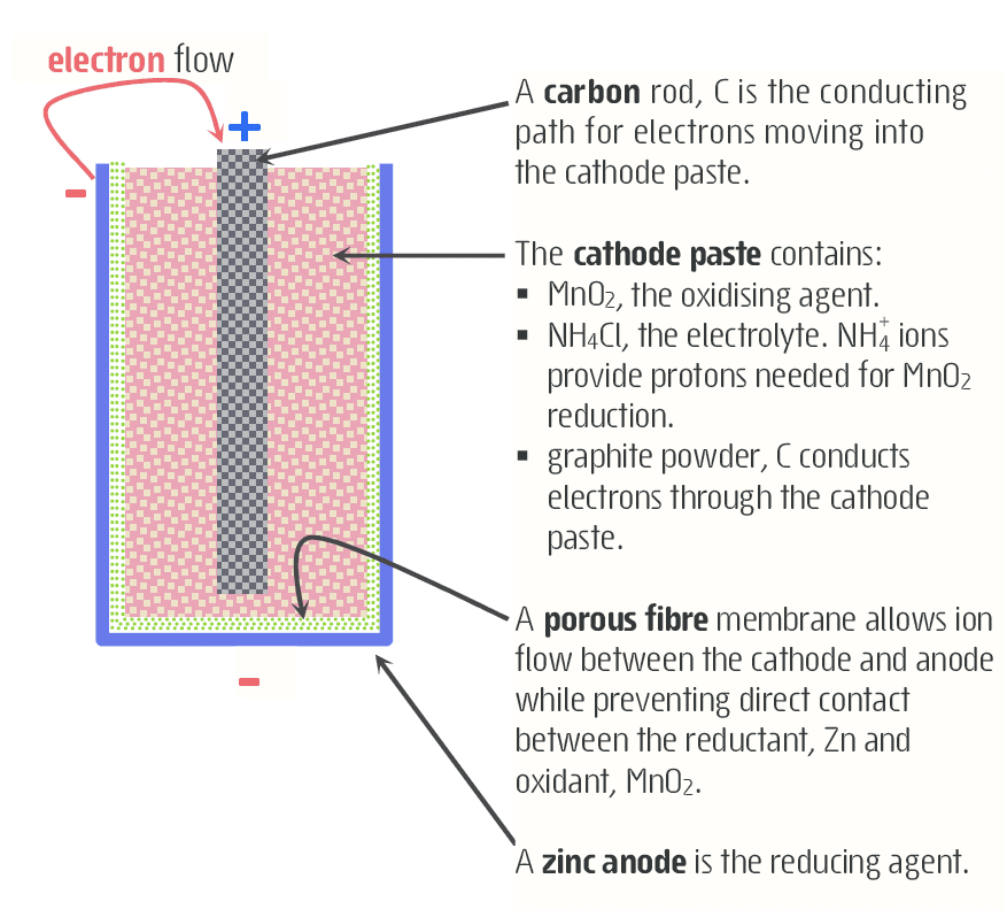 electron flow
+
-
A carbon rod, C is the conducting
path for electrons moving into
the cathode paste.
The cathode paste contains:
▪ MnO₂, the oxidising agent.
▪ NH₄Cl, the electrolyte. NH₄⁺ ions
provide protons needed for MnO₂
reduction.
▪ graphite powder, C conducts
electrons through the cathode
paste.
A porous fibre membrane allows ion
flow between the cathode and anode
while preventing direct contact
between the reductant, Zn and
oxidant, MnO₂.
-
A zinc anode is the reducing agent.